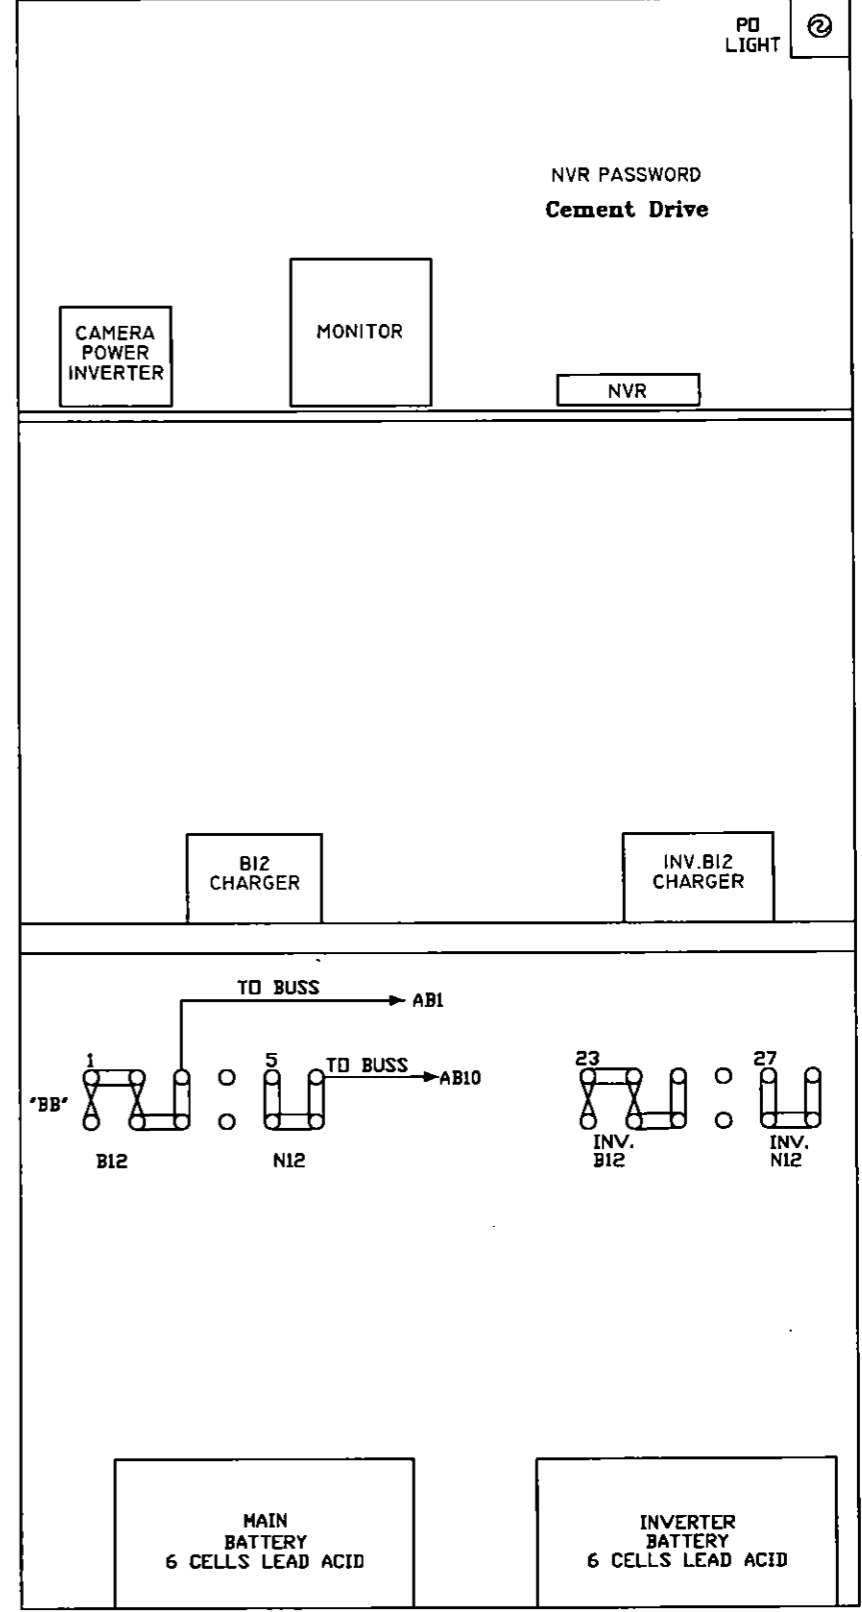 PO
LIGHT
NVR PASSWORD
Cement Drive
CAMERA
POWER
INVERTER
MONITOR
NVR
B12
CHARGER
INV.B12
CHARGER
TO BUSS
AB1
1
5
TO BUSS
AB10
23
27
"BB"
B12
N12
INV.
B12
INV.
N12
MAIN
BATTERY
6 CELLS LEAD ACID
INVERTER
BATTERY
6 CELLS LEAD ACID